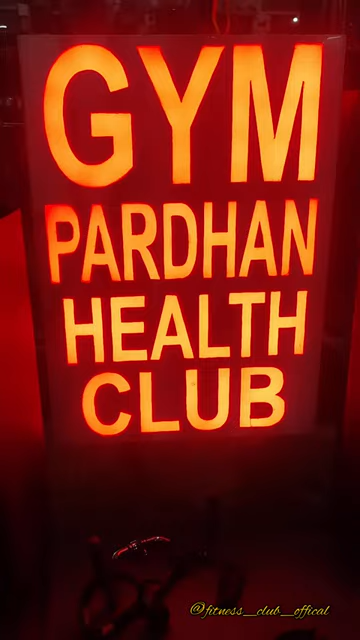 GYM
PARDHAN
HEALTH
CLUB
@fitness__club__offical